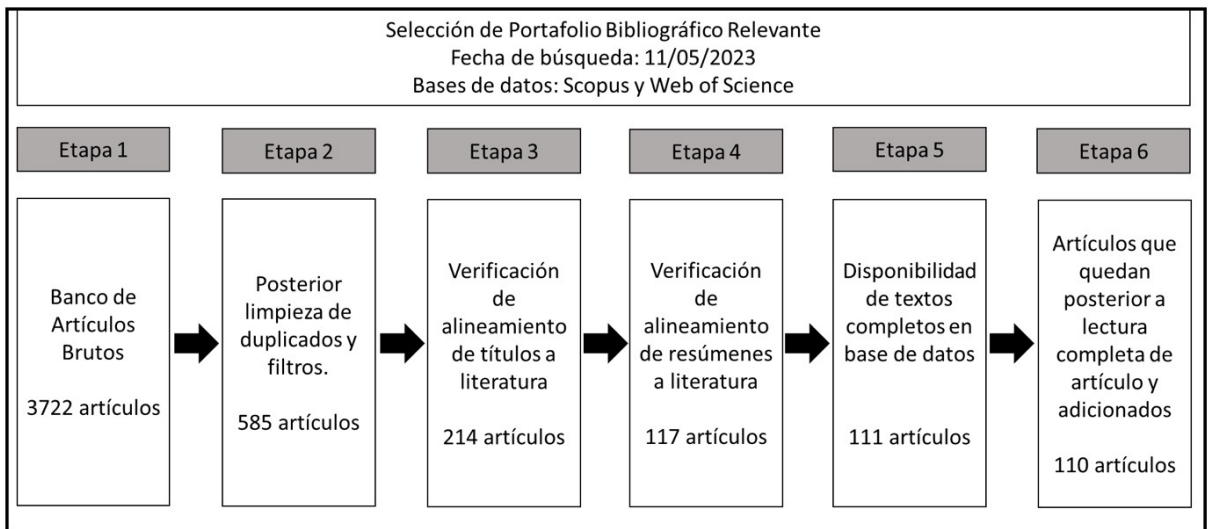 Selección de Portafolio Bibliográfico Relevante
Fecha de búsqueda: 11/05/2023
Bases de datos: Scopus y Web of Science
Etapa 1
Etapa 2
Etapa 3
Etapa 4
Etapa 5
Etapa 6
Banco de
Artículos
Brutos
3722 artículos
Posterior
limpieza de
duplicados y
filtros.
585 artículos
Verificación
de
alineamiento
de títulos a
literatura
214 artículos
Verificación
de
alineamiento
de resúmenes
a literatura
117 artículos
Disponibilidad
de textos
completos en
base de datos
111 artículos
Artículos que
quedan
posterior a
lectura
completa de
artículo y
adicionados
110 artículos